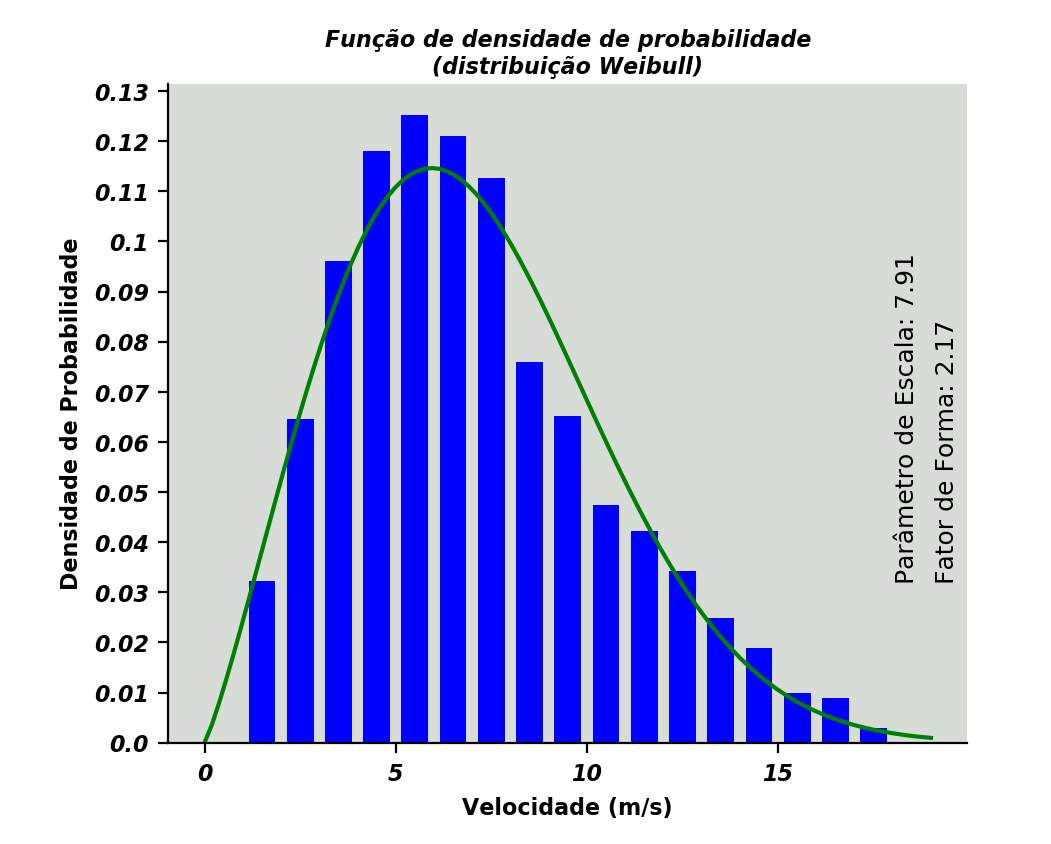 Função de densidade de probabilidade
(distribuição Weibull)
0.13
0.12
0.11
0.1
0.09
0.08
0.07
0.06
0.05
0.04
0.03
0.02
0.01
0.0
Densidade de Probabilidade
Parâmetro de Escala: 7.91
Fator de Forma: 2.17
0 5 10 15
Velocidade (m/s)